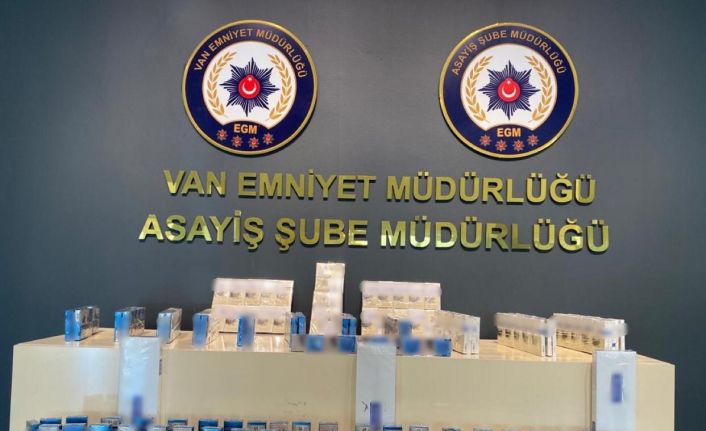 VAN EMNİYET MÜDÜRLÜĞÜ
EGM
ASAYİŞ ŞUBE MÜDÜRLÜĞÜ
EGM
VAN EMNİYET MÜDÜRLÜĞÜ
ASAYİŞ ŞUBE MÜDÜRLÜĞÜ